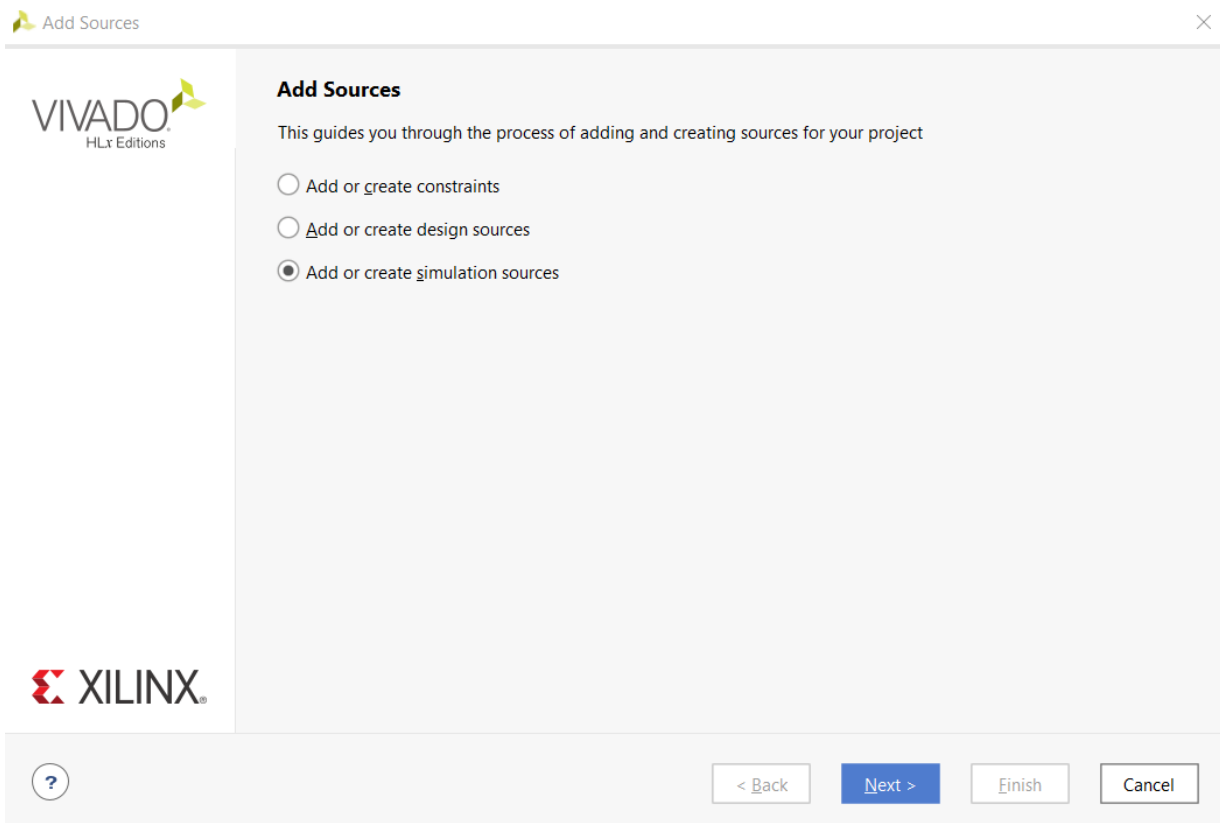 Add Sources
VIVADO.
HLx Editions
Add Sources
This guides you through the process of adding and creating sources for your project
Add or create constraints
Add or create design sources
Add or create simulation sources
XILINX®
?
< Back
Next >
Finish
Cancel